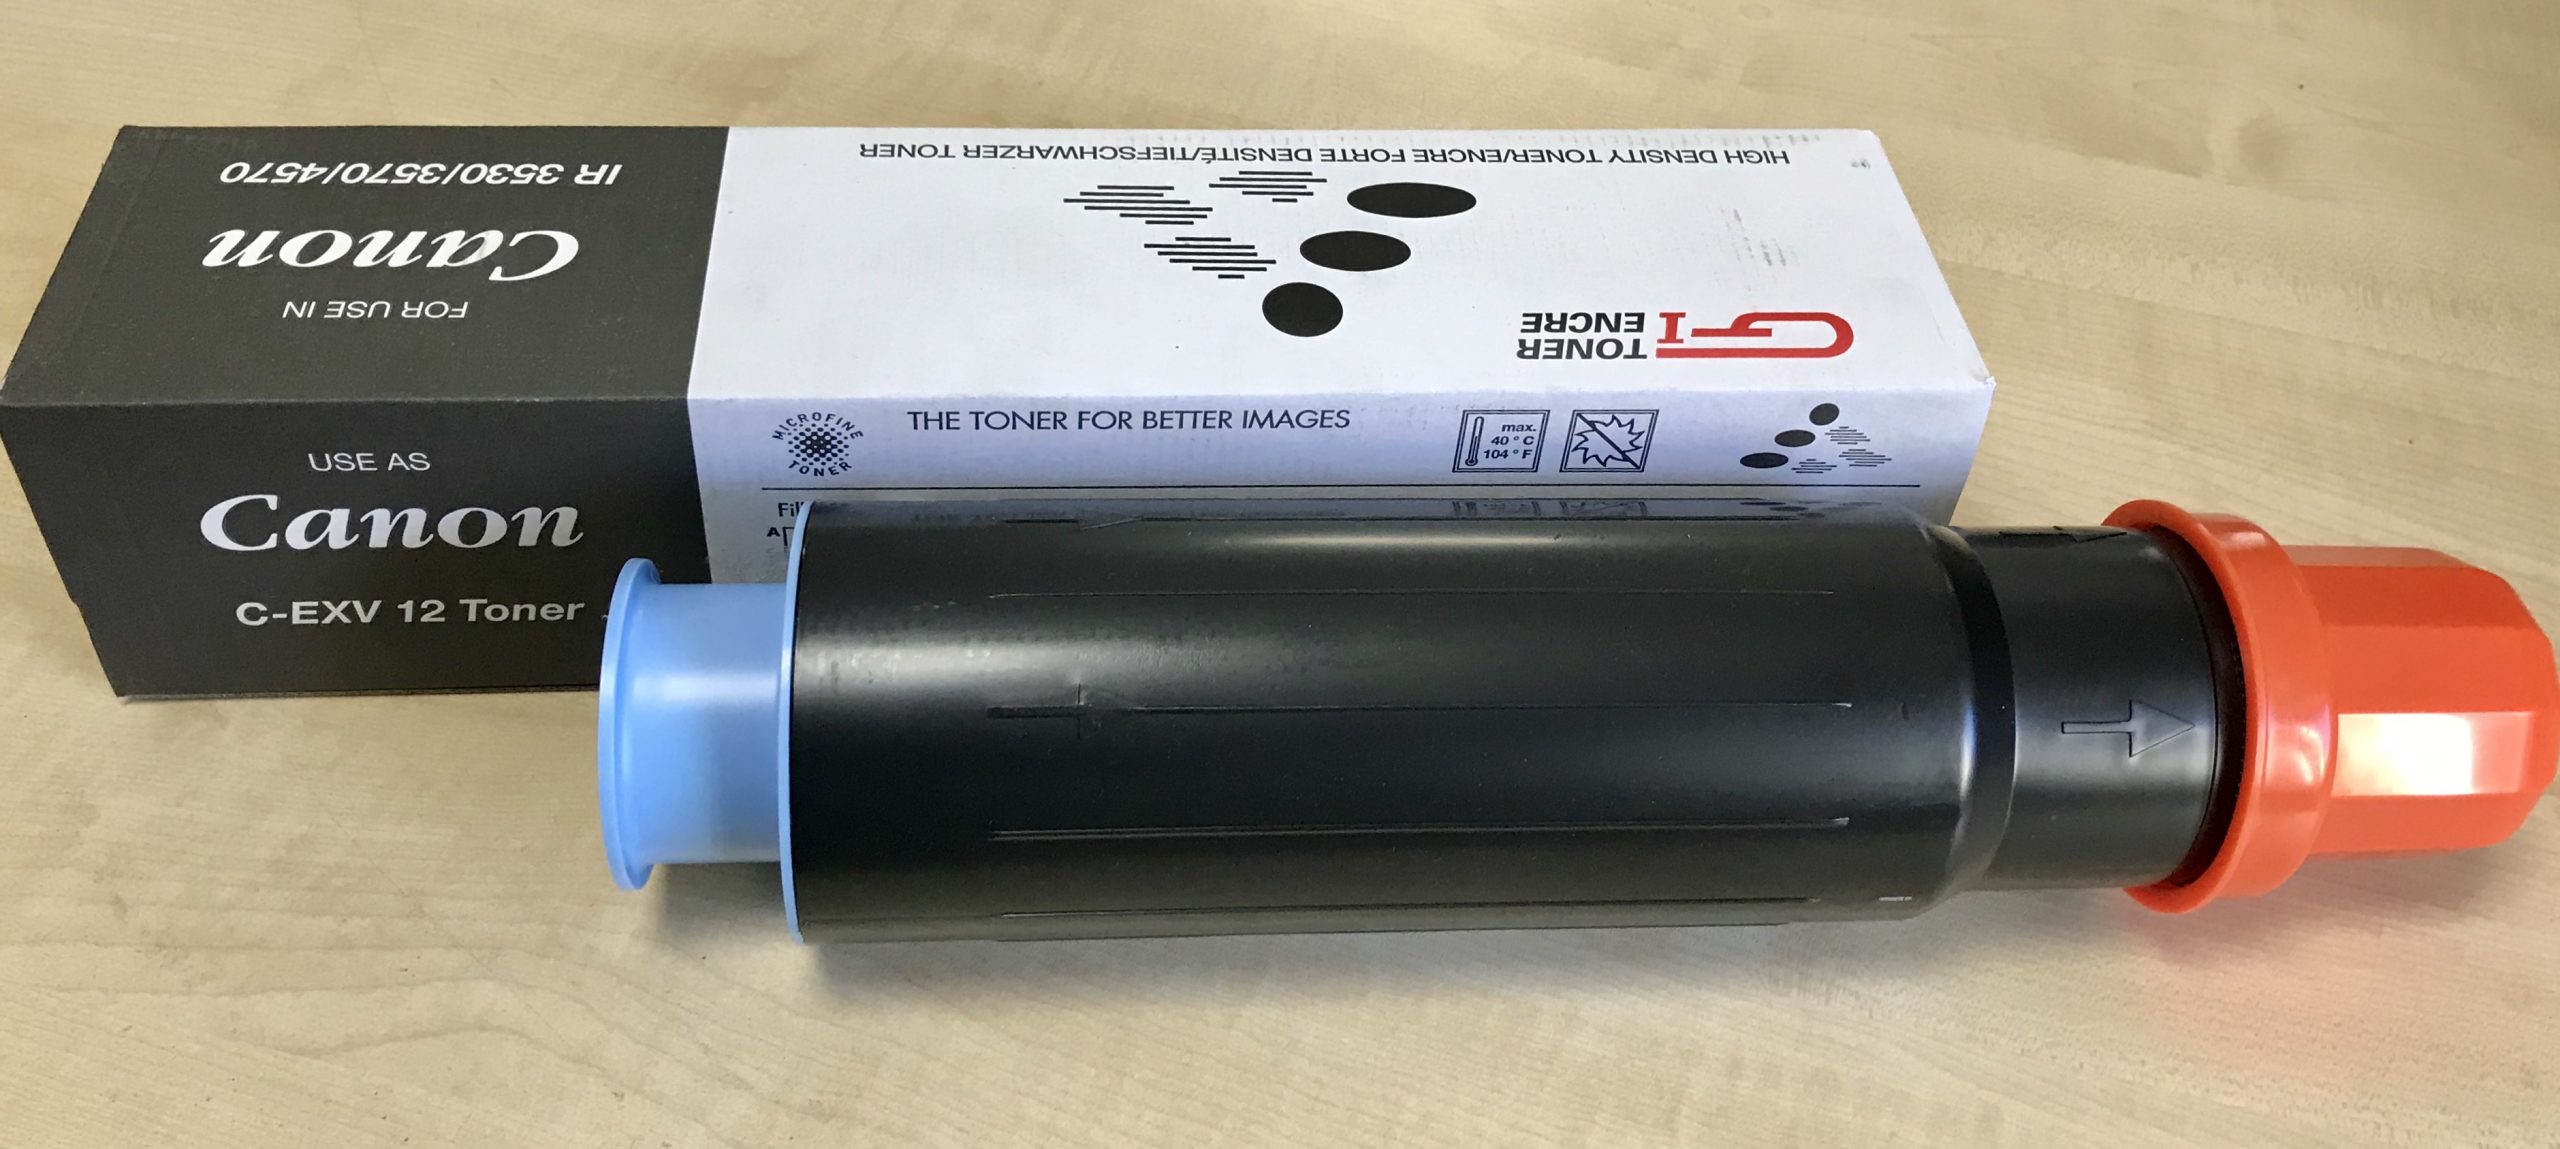 FOR USE IN
Canon
IR 3530/3570/4570
GTI
TONER
ENCRE
HIGH DENSITY TONER/ENCRE FORTE DENSITÉ/TIEFSCHWARZER TONER
USE AS
Canon
C-EXV 12 Toner
MICROFINE
TONER
THE TONER FOR BETTER IMAGES
max.
40°C
104°F